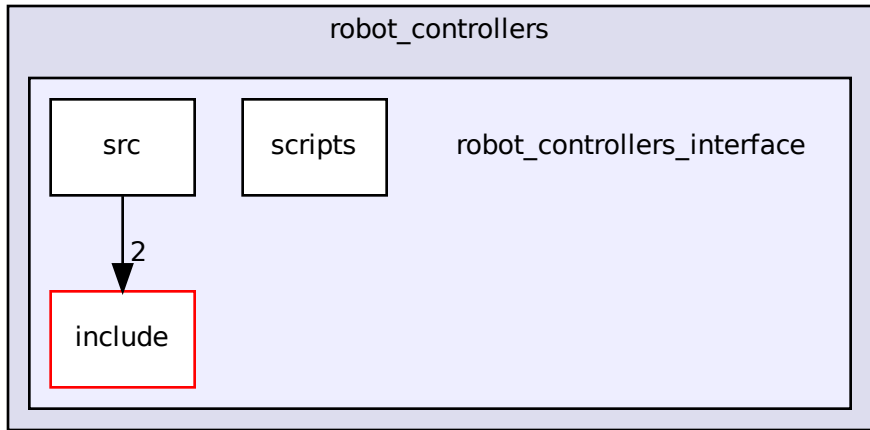 robot_controllers
src
scripts
robot_controllers_interface
2
include